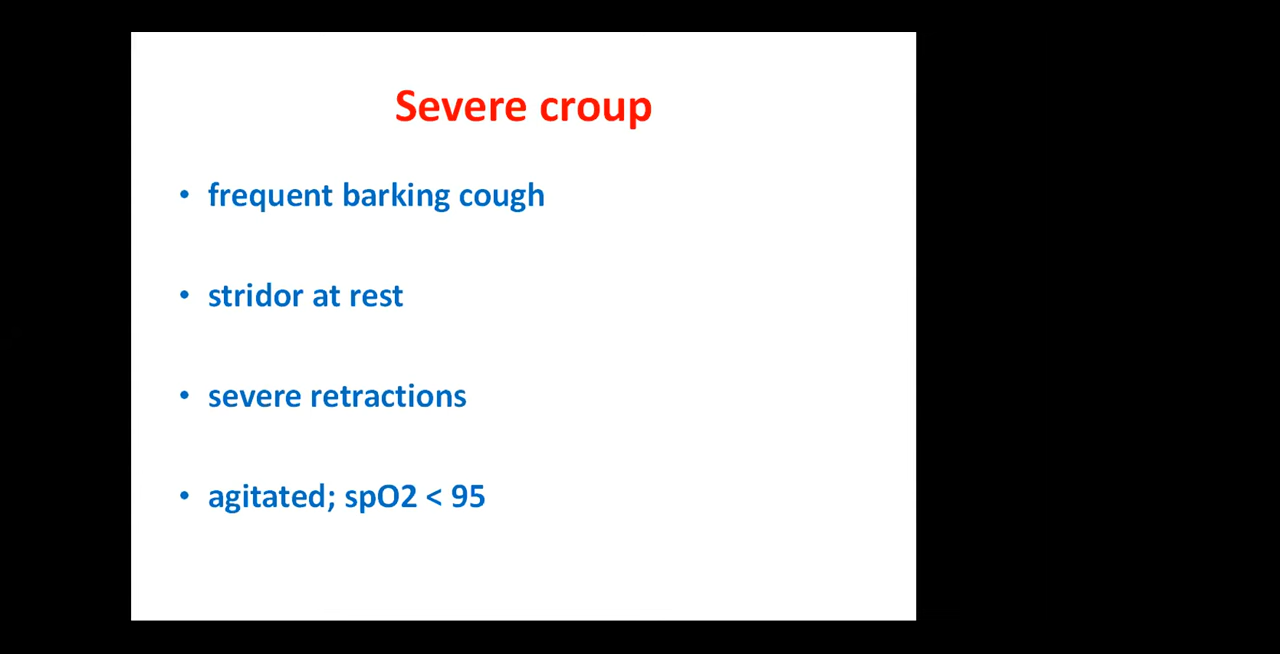 Severe croup
• frequent barking cough
• stridor at rest
• severe retractions
• agitated; spO2 < 95